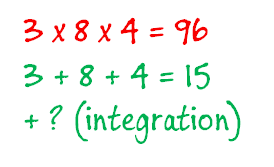 3 x 8 x 4 = 96
3 + 8 + 4 = 15
+ ? (integration)